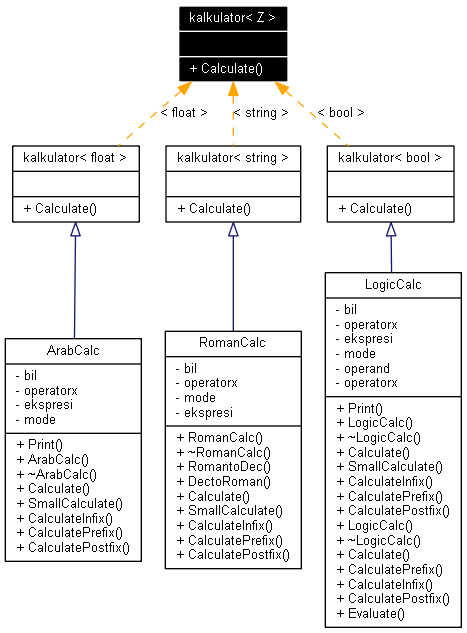 kalkulator< Z >
+ Calculate()
< float >
< string >
< bool >
kalkulator< float >
+ Calculate()
kalkulator< string >
+ Calculate()
kalkulator< bool >
+ Calculate()
ArabCalc
- bil
- operatorx
- ekspresi
- mode
+ Print()
+ ArabCalc()
+ ~ArabCalc()
+ Calculate()
+ SmallCalculate()
+ CalculateInfix()
+ CalculatePrefix()
+ CalculatePostfix()
RomanCalc
- bil
- operatorx
- mode
- ekspresi
+ RomanCalc()
+ ~RomanCalc()
+ RomantoDec()
+ DectoRoman()
+ Calculate()
+ SmallCalculate()
+ CalculateInfix()
+ CalculatePrefix()
+ CalculatePostfix()
LogicCalc
- bil
- operatorx
- ekspresi
- mode
- operand
- operatorx
+ Print()
+ LogicCalc()
+ ~LogicCalc()
+ Calculate()
+ SmallCalculate()
+ CalculateInfix()
+ CalculatePrefix()
+ CalculatePostfix()
+ LogicCalc()
+ ~LogicCalc()
+ Calculate()
+ CalculatePrefix()
+ CalculateInfix()
+ CalculatePostfix()
+ Evaluate()